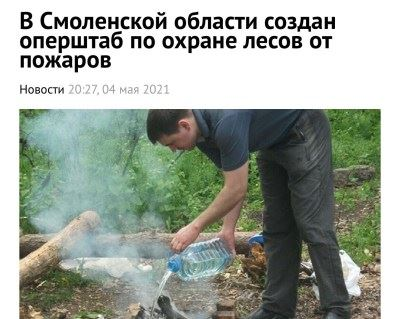 В Смоленской области создан
оперштаб по охране лесов от
пожаров
Новости 20:27, 04 мая 2021